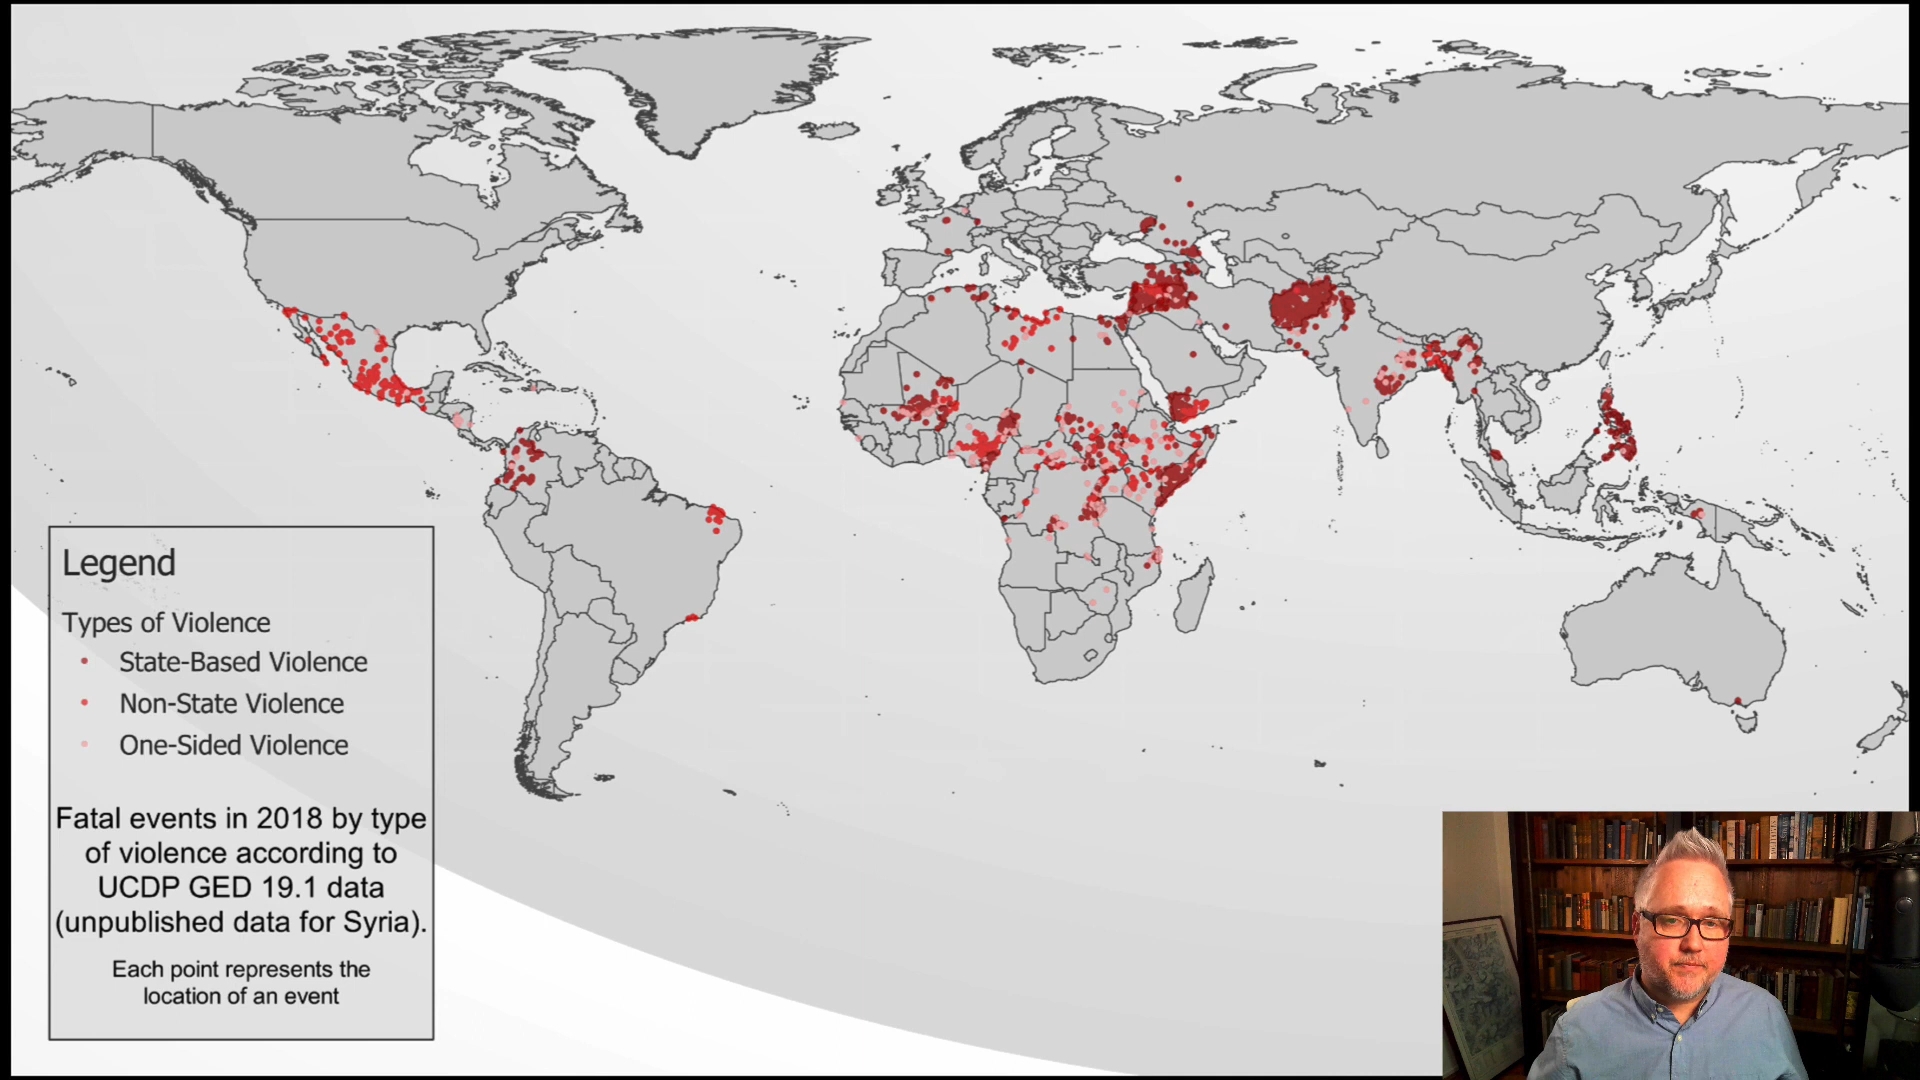 Legend
Types of Violence
State-Based Violence
Non-State Violence
One-Sided Violence
Fatal events in 2018 by type
of violence according to
UCDP GED 19.1 data
(unpublished data for Syria).
Each point represents the
location of an event